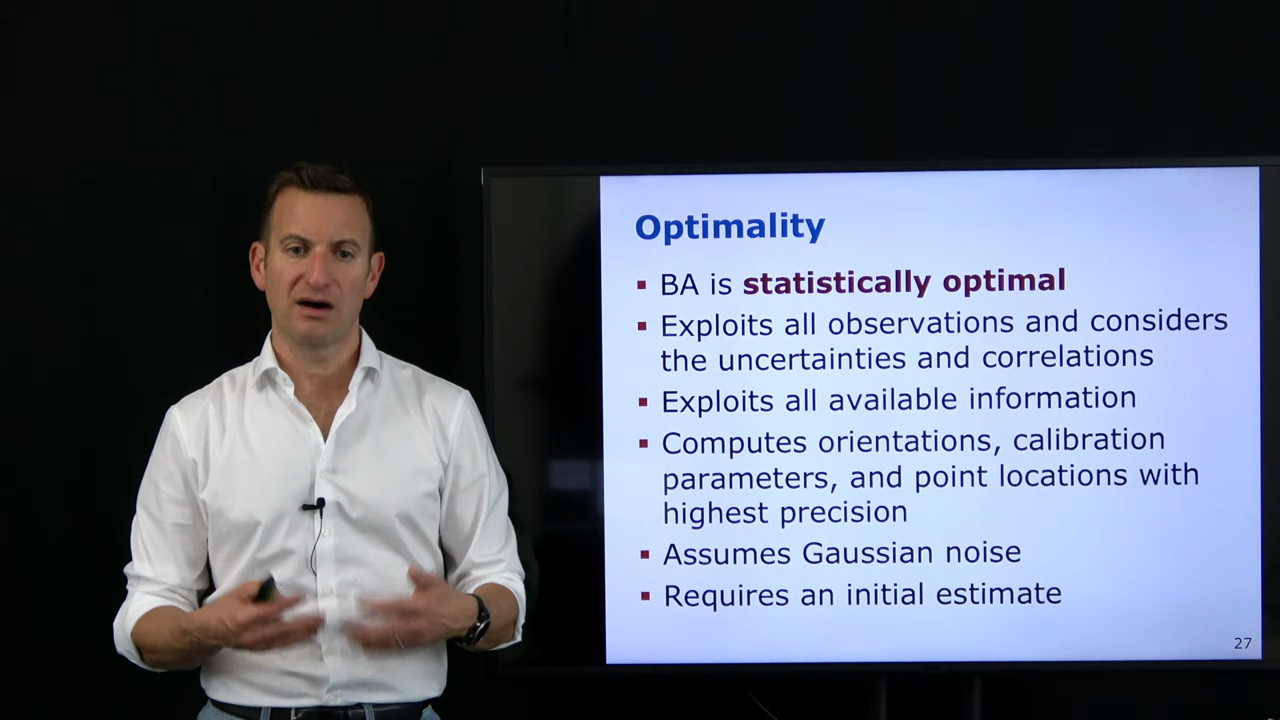 Optimality
▪ BA is statistically optimal
▪ Exploits all observations and considers
the uncertainties and correlations
▪ Exploits all available information
▪ Computes orientations, calibration
parameters, and point locations with
highest precision
▪ Assumes Gaussian noise
▪ Requires an initial estimate
27